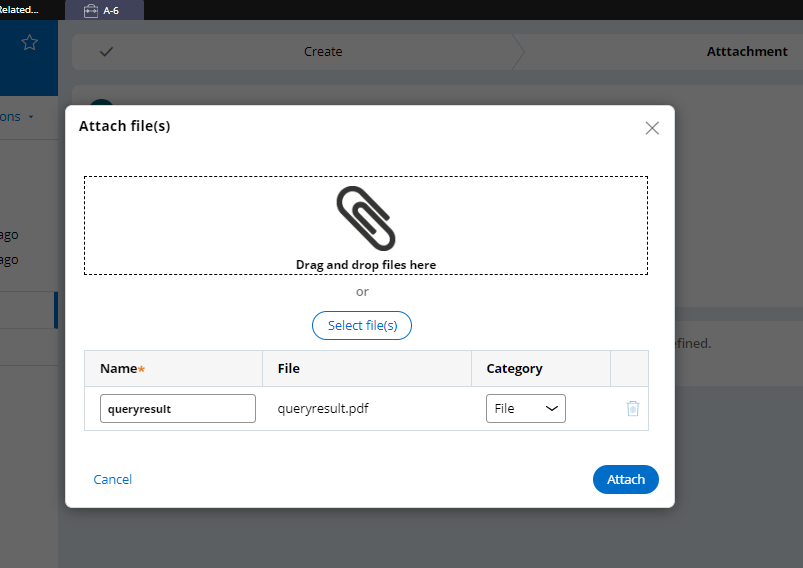 Related...
A-6
Create
Atttachment
ons
ago
ago
efined.
Attach file(s)
Drag and drop files here
or
Select file(s)
Name* File Category
queryresult queryresult.pdf File
Cancel Attach